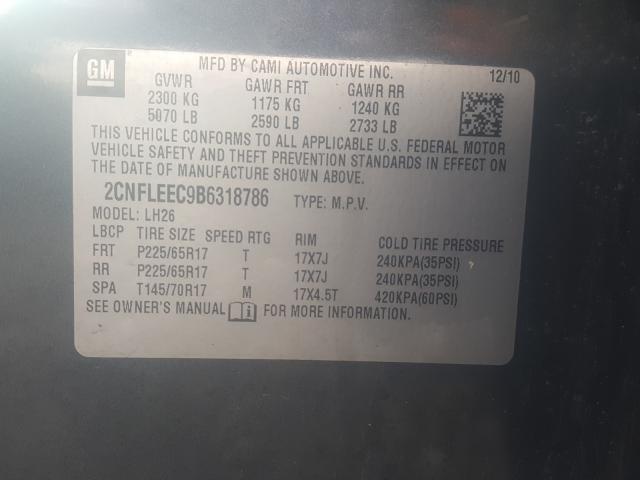 GM
MFD BY CAMI AUTOMOTIVE INC. 12/10
GVWR GAWR FRT GAWR RR
2300 KG 1175 KG 1240 KG
5070 LB 2590 LB 2733 LB
THIS VEHICLE CONFORMS TO ALL APPLICABLE U.S. FEDERAL MOTOR
VEHICLE SAFETY AND THEFT PREVENTION STANDARDS IN EFFECT ON
THE DATE OF MANUFACTURE SHOWN ABOVE.
2CNFLEEC9B6318786 TYPE: M.P.V.
MODEL: LH26
LBCP TIRE SIZE SPEED RTG RIM COLD TIRE PRESSURE
FRT P225/65R17 T 17X7J 240KPA(35PSI)
RR P225/65R17 T 17X7J 240KPA(35PSI)
SPA T145/70R17 M 17X4.5T 420KPA(60PSI)
SEE OWNER'S MANUAL FOR MORE INFORMATION.